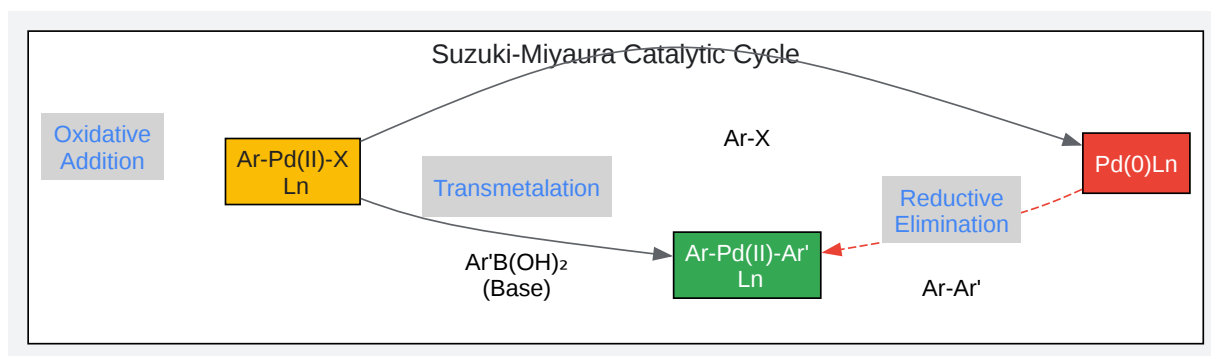 Suzuki-Miyaura Catalytic Cycle
Oxidative
Addition
Ar-Pd(II)-X
Ln
Transmetalation
Ar'B(OH)₂
(Base)
Ar-X
Ar-Pd(II)-Ar'
Ln
Reductive
Elimination
Ar-Ar'
Pd(0)Ln